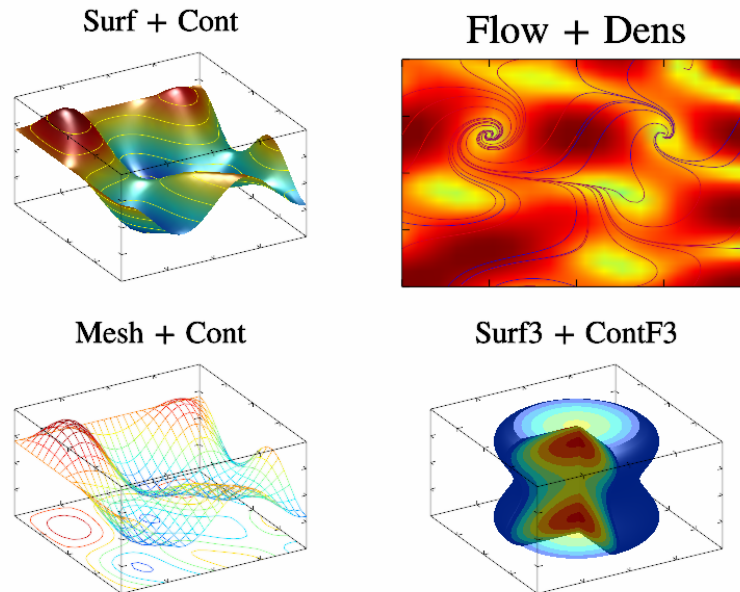 Surf + Cont
Flow + Dens
Mesh + Cont
Surf3 + ContF3